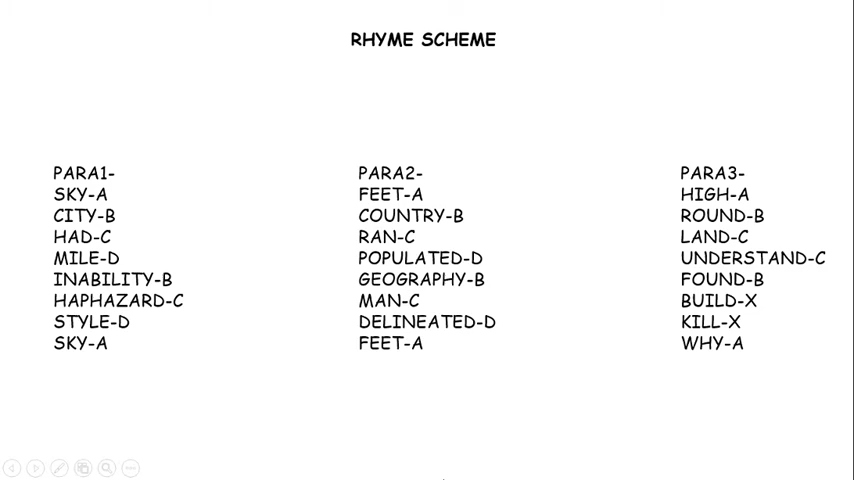 RHYME SCHEME
PARA1-
SKY-A
CITY-B
HAD-C
MILE-D
INABILITY-B
HAPHAZARD-C
STYLE-D
SKY-A
PARA2-
FEET-A
COUNTRY-B
RAN-C
POPULATED-D
GEOGRAPHY-B
MAN-C
DELINEATED-D
FEET-A
PARA3-
HIGH-A
ROUND-B
LAND-C
UNDERSTAND-C
FOUND-B
BUILD-X
KILL-X
WHY-A